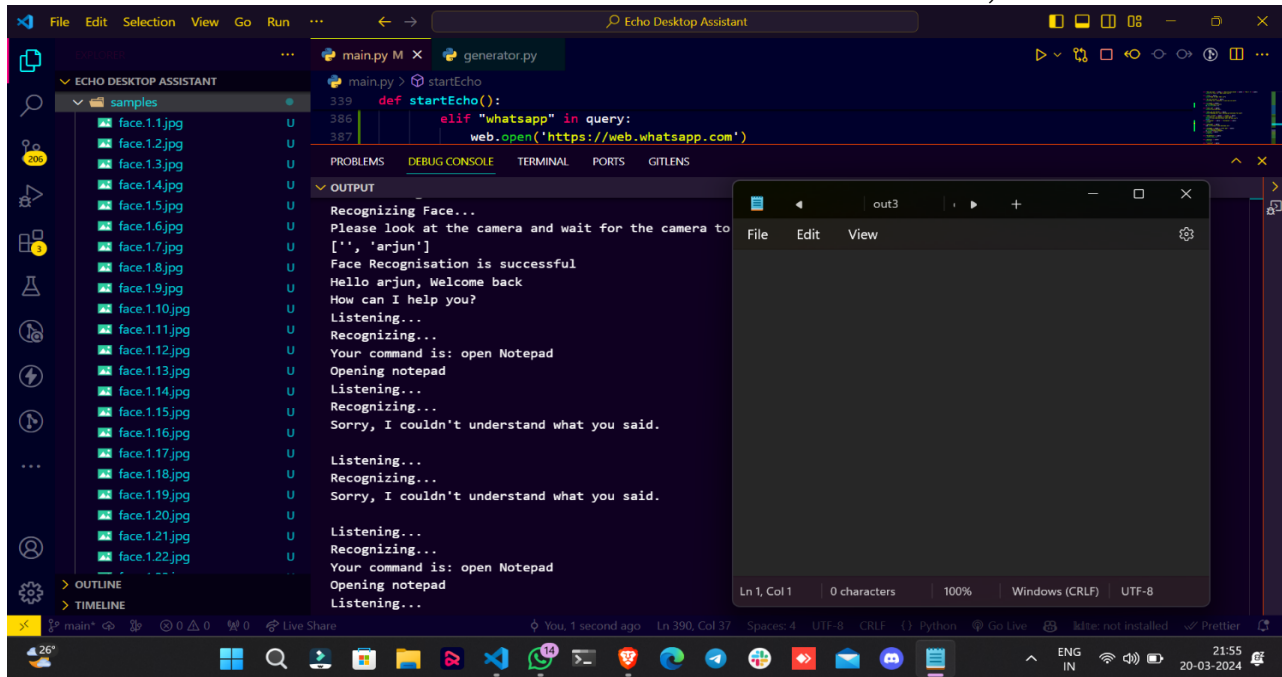 File Edit Selection View Go Run ··· Echo Desktop Assistant
main.py M generator.py
ECHO DESKTOP ASSISTANT
main.py > startEcho
samples
339 def startEcho():
face.1.1.jpg U
386 elif "whatsapp" in query:
face.1.2.jpg U
387 web.open('https://web.whatsapp.com')
206
face.1.3.jpg U
PROBLEMS DEBUG CONSOLE TERMINAL PORTS GITLENS
face.1.4.jpg U
face.1.5.jpg U
face.1.6.jpg U
face.1.7.jpg U
3
face.1.8.jpg U
face.1.9.jpg U
face.1.10.jpg U
face.1.11.jpg U
face.1.12.jpg U
face.1.13.jpg U
face.1.14.jpg U
face.1.15.jpg U
face.1.16.jpg U
face.1.17.jpg U
face.1.18.jpg U
face.1.19.jpg U
face.1.20.jpg U
face.1.21.jpg U
face.1.22.jpg U
OUTLINE
TIMELINE
OUTPUT
Recognizing Face...
Please look at the camera and wait for the camera to
['', 'arjun']
Face Recognisation is successful
Hello arjun, Welcome back
How can I help you?
Listening...
Recognizing...
Your command is: open Notepad
Opening notepad
Listening...
Recognizing...
Sorry, I couldn't understand what you said.
Listening...
Recognizing...
Sorry, I couldn't understand what you said.
Listening...
Recognizing...
Your command is: open Notepad
Opening notepad
Listening...
out3
File Edit View
Ln 1, Col 1 0 characters 100% Windows (CRLF) UTF-8
main* 0 0 0 Live Share You, 1 second ago Ln 390, Col 37 Spaces: 4 UTF-8 CRLF {} Python Go Live not installed Prettier
26°
14
ENG
IN
21:55
20-03-2024